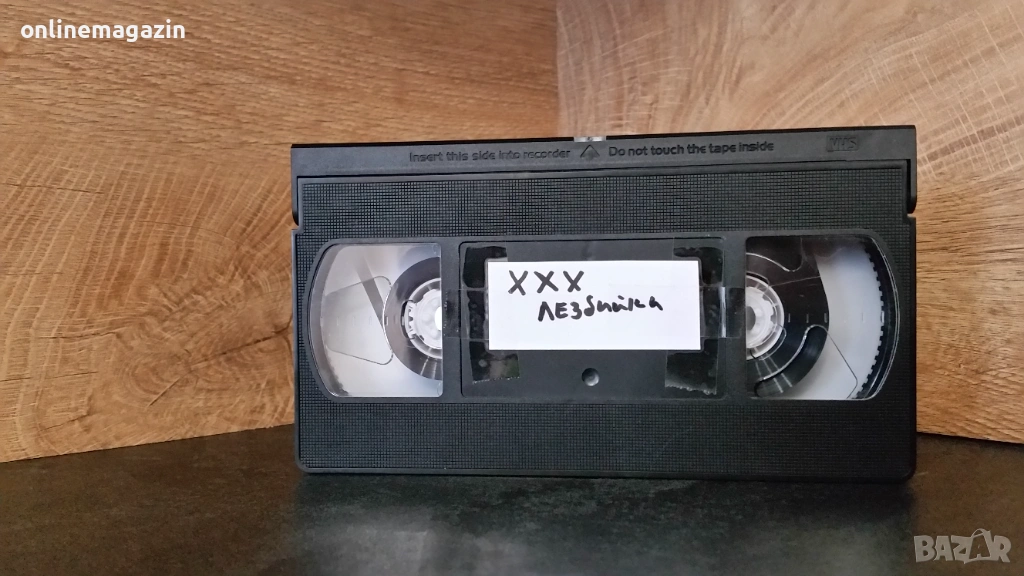 onlinemagazin
Insert this side into recorder Do not touch the tape inside VHS
XXX
ЛЕЗбийка
BAZAR